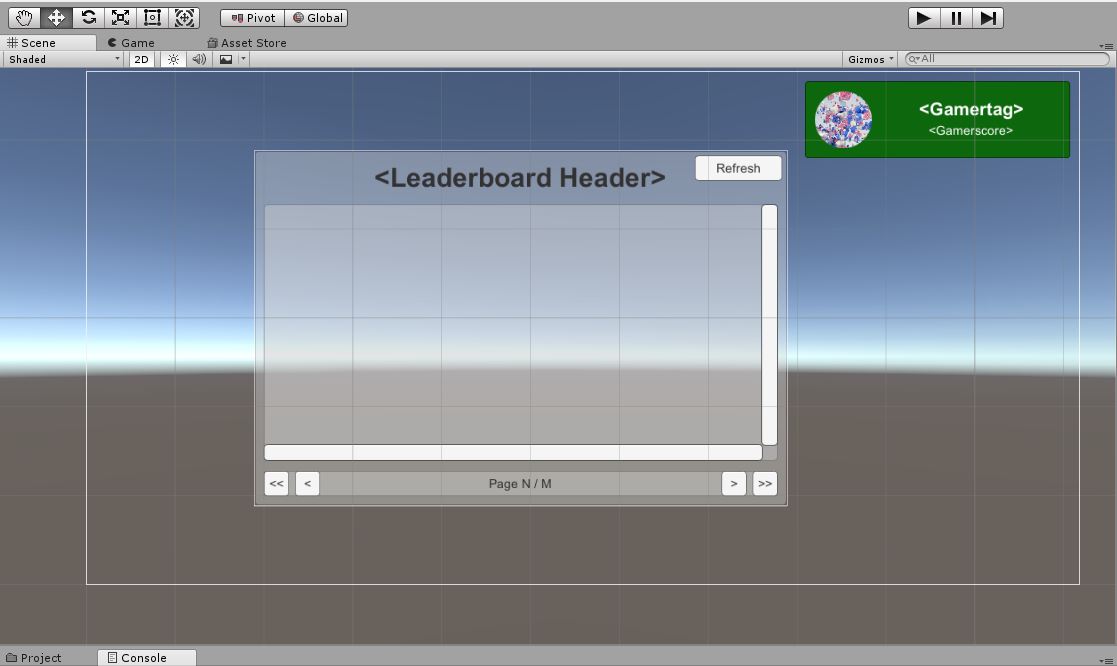 Pivot Global
Scene Game Asset Store
Shaded 2D Gizmos All
<Gamertag>
<Gamerscore>
<Leaderboard Header> Refresh
<< < Page N / M > >>
Project Console